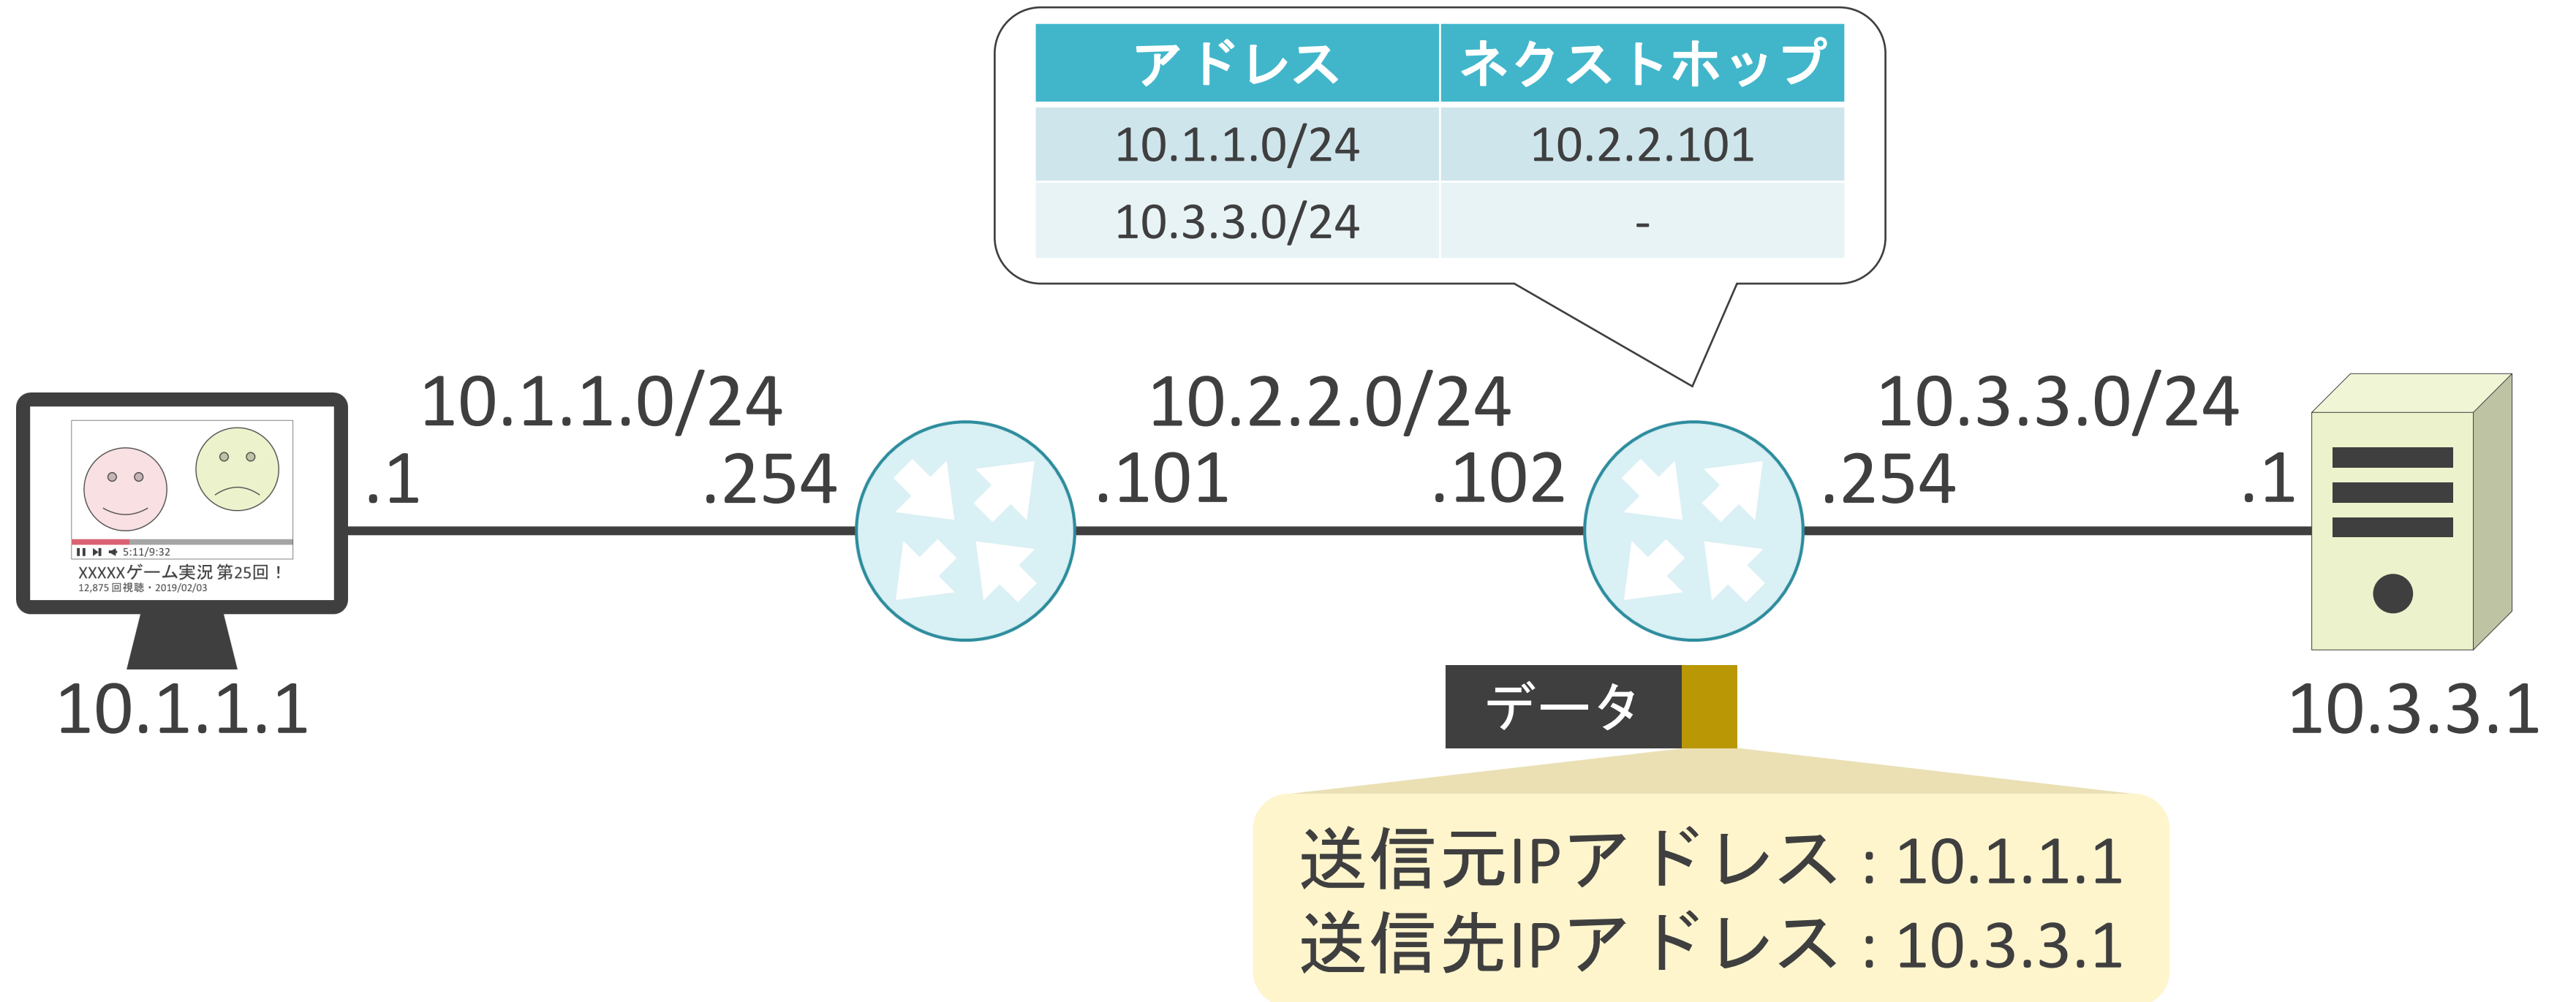 アドレス ネクストホップ
10.1.1.0/24 10.2.2.101
10.3.3.0/24 -
10.1.1.0/24 10.2.2.0/24 10.3.3.0/24
.1 .254 .101 .102 .254 .1
5:11/9:32
XXXXXゲーム実況 第25回！
12,875 回視聴・2019/02/03
10.1.1.1 データ 10.3.3.1
送信元IPアドレス：10.1.1.1
送信先IPアドレス：10.3.3.1